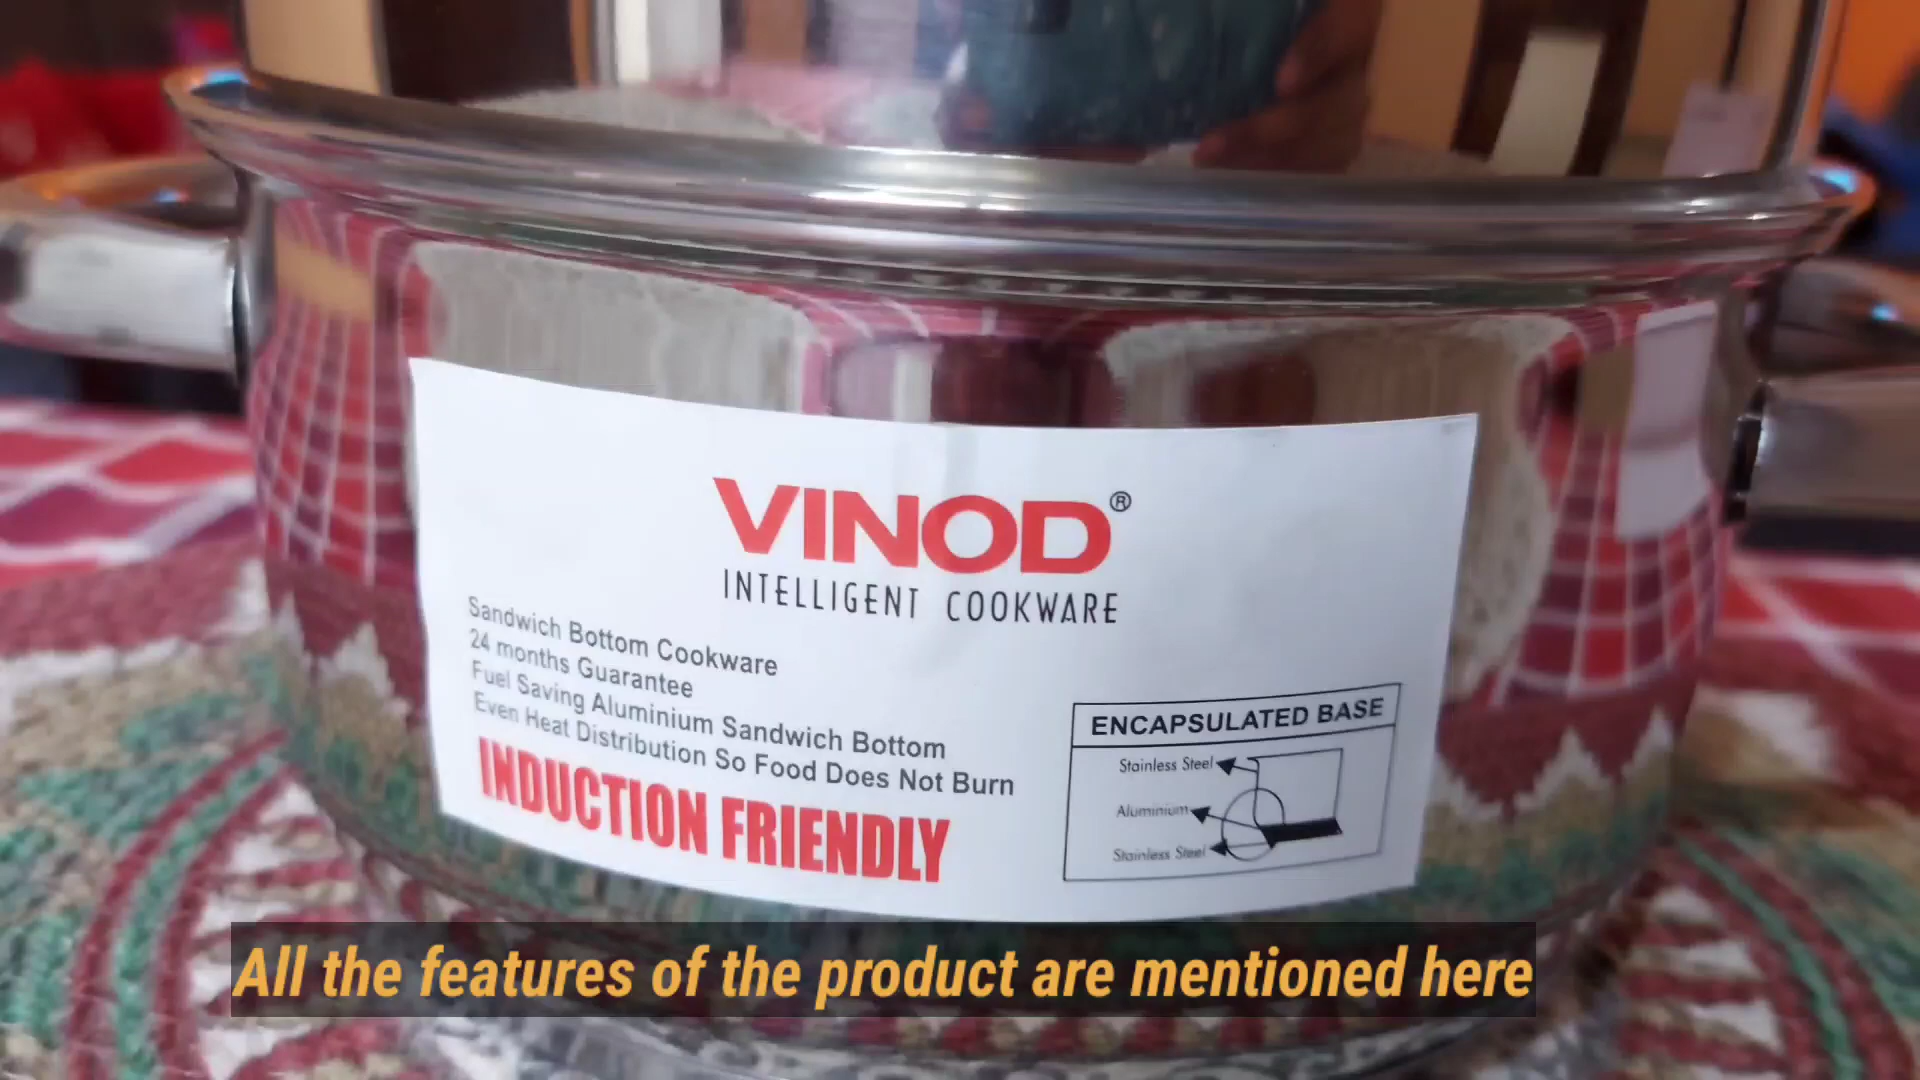 VINOD®
INTELLIGENT COOKWARE
Sandwich Bottom Cookware
24 months Guarantee
Fuel Saving Aluminium Sandwich Bottom
Even Heat Distribution So Food Does Not Burn
INDUCTION FRIENDLY
ENCAPSULATED BASE
Stainless Steel
Aluminium
Stainless Steel
All the features of the product are mentioned here